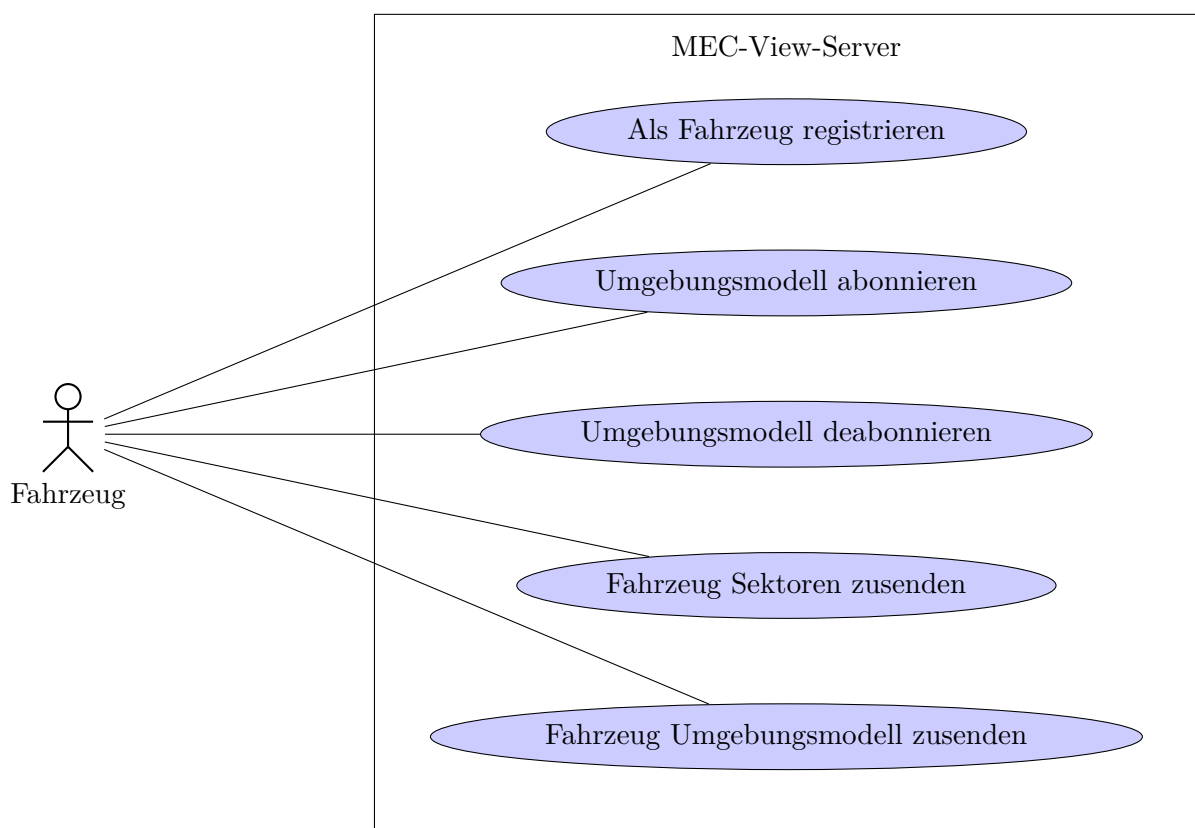 MEC-View-Server
Als Fahrzeug registrieren
Umgebungsmodell abonnieren
Umgebungsmodell deabonnieren
Fahrzeug
Fahrzeug Sektoren zusenden
Fahrzeug Umgebungsmodell zusenden